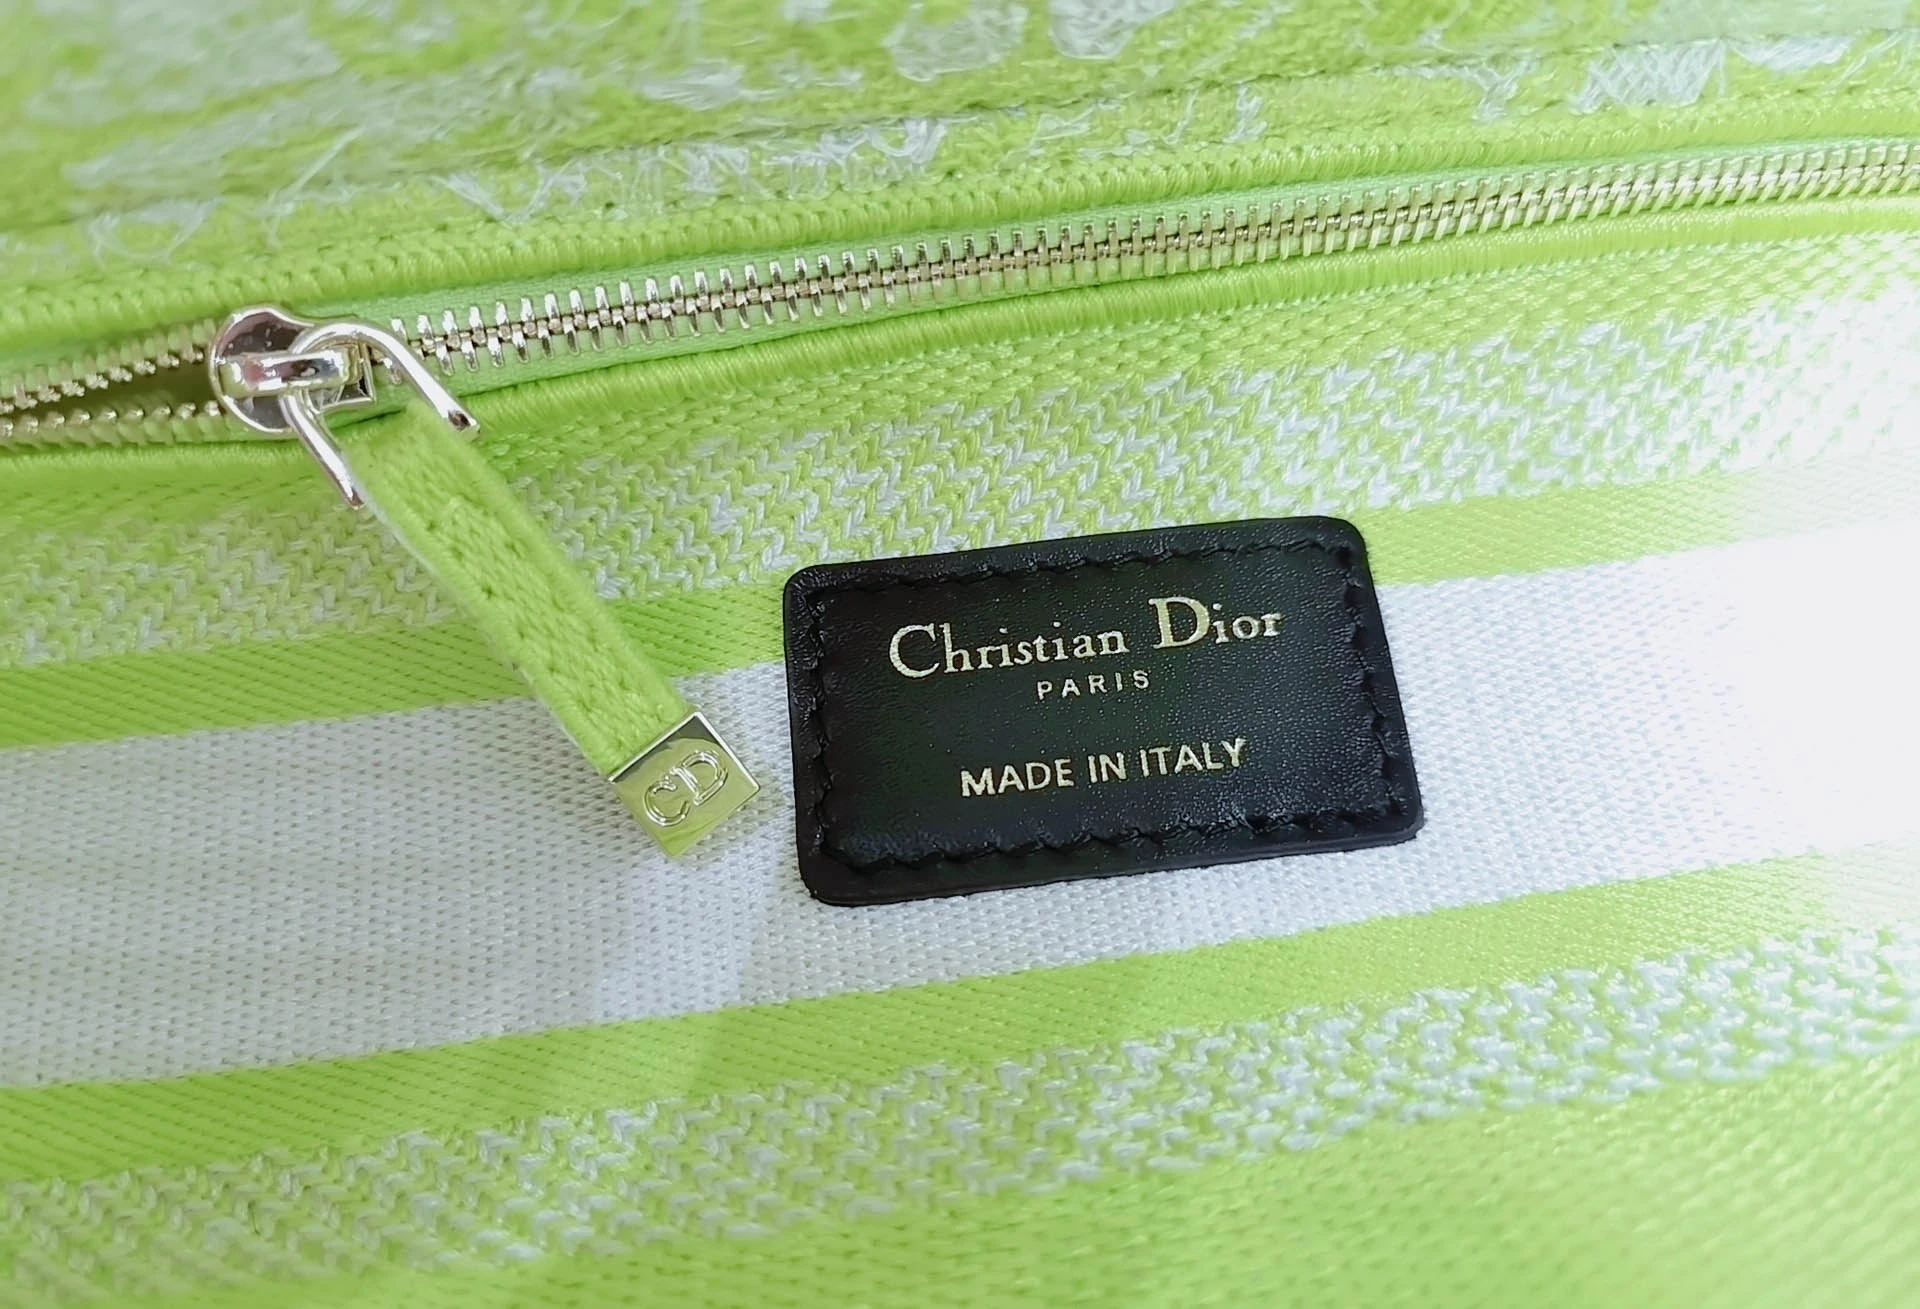 CD
Christian Dior
PARIS
MADE IN ITALY